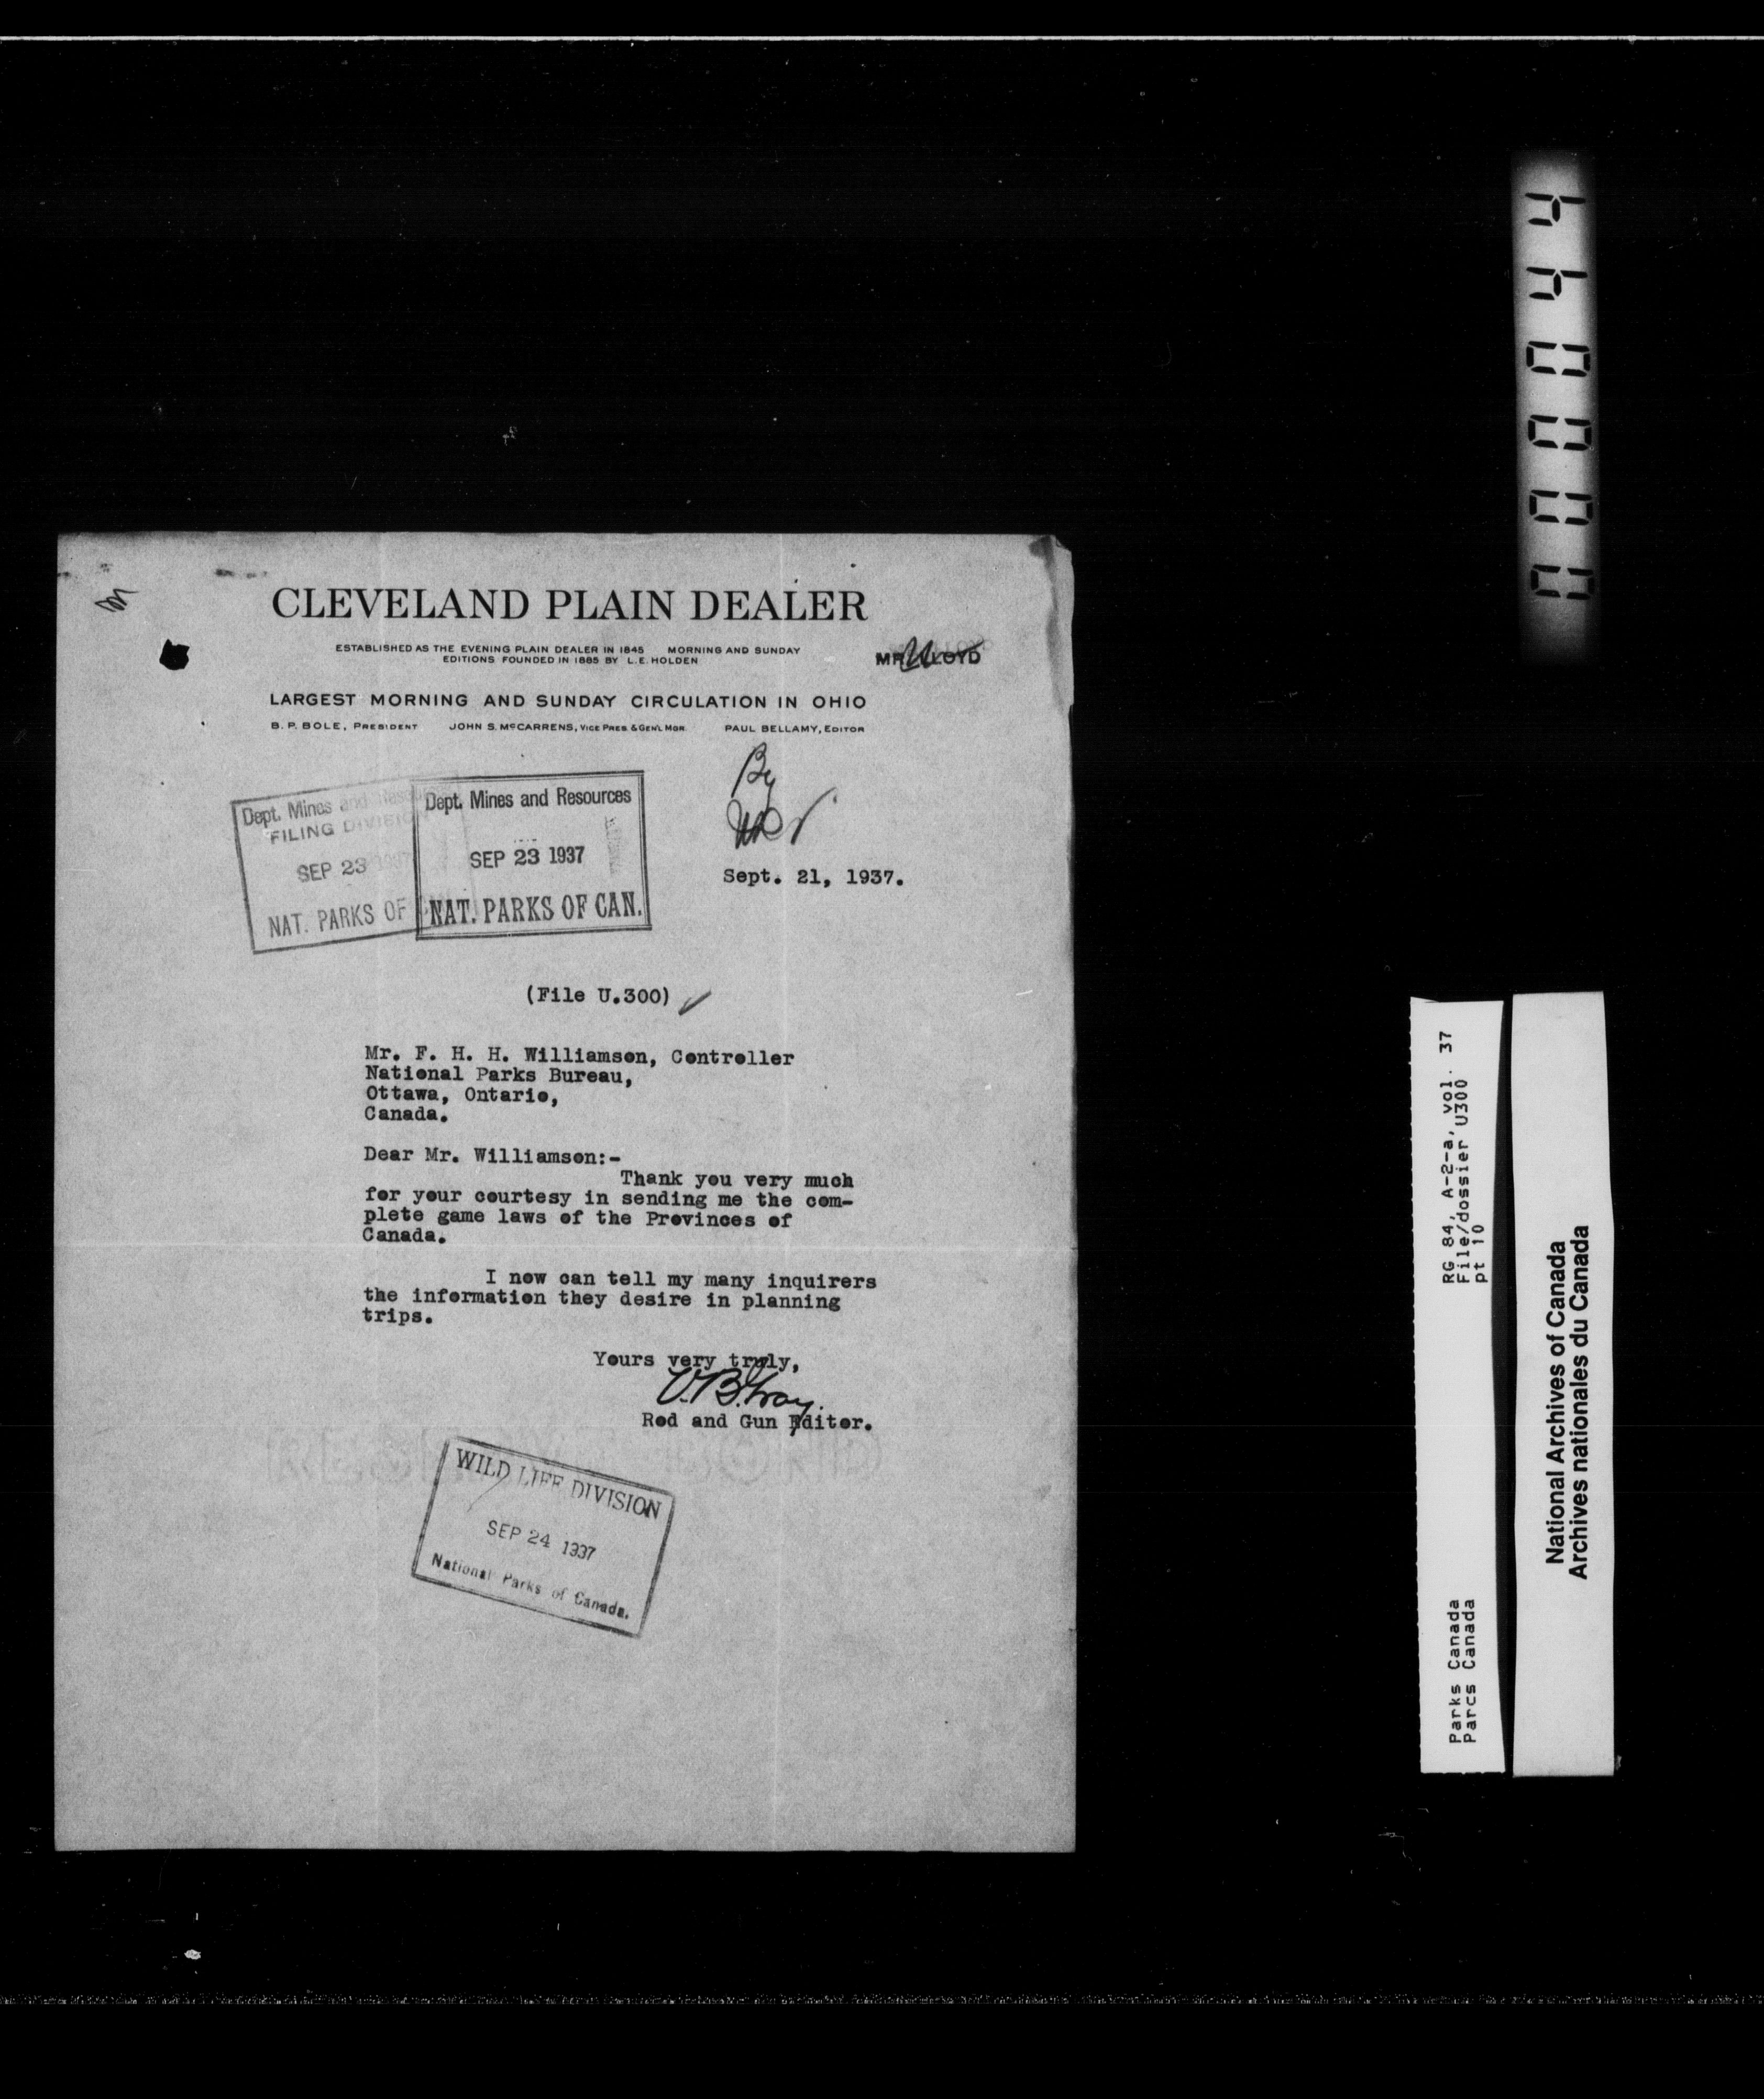 CLEVELAND PLAIN DEALER
ESTABLISHED AS THE EVENING PLAIN DEALER IN 1845 MORNING AND SUNDAY
EDITIONS FOUNDED IN 1885 BY L. E. HOLDEN
MR. LLOYD
LARGEST MORNING AND SUNDAY CIRCULATION IN OHIO
B. P. BOLE, PRESIDENT JOHN S. McCARRENS, VICE PRES. & GEN'L MGR. PAUL BELLAMY, EDITOR
By
Dept. Mines and Resources
FILING DIVISION
SEP 23 1937
NAT. PARKS OF
Dept. Mines and Resources
SEP 23 1937
NAT. PARKS OF CAN.
Sept. 21, 1937.
(File U.300)
Mr. F. H. H. Williamson, Controller
National Parks Bureau,
Ottawa, Ontario,
Canada.
Dear Mr. Williamson:-
Thank you very much
for your courtesy in sending me the com-
plete game laws of the Provinces of
Canada.
I now can tell my many inquirers
the information they desire in planning
trips.
Yours very truly,
V.B. Gray.
Rod and Gun Editor.
WILD LIFE DIVISION
SEP 24 1937
National Parks of Canada.
RG 84, A-2-a, vol. 37
File/dossier U300
pt 10
Parks Canada
Parcs Canada
National Archives of Canada
Archives nationales du Canada